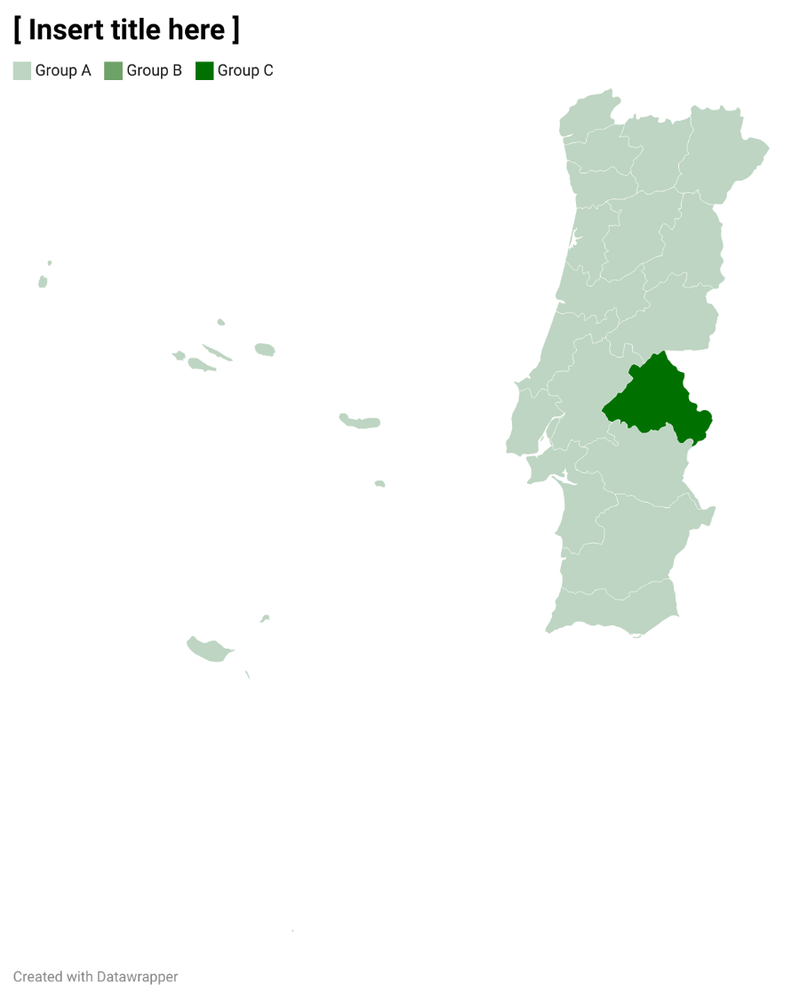 [ Insert title here ]
Group A Group B Group C
Created with Datawrapper